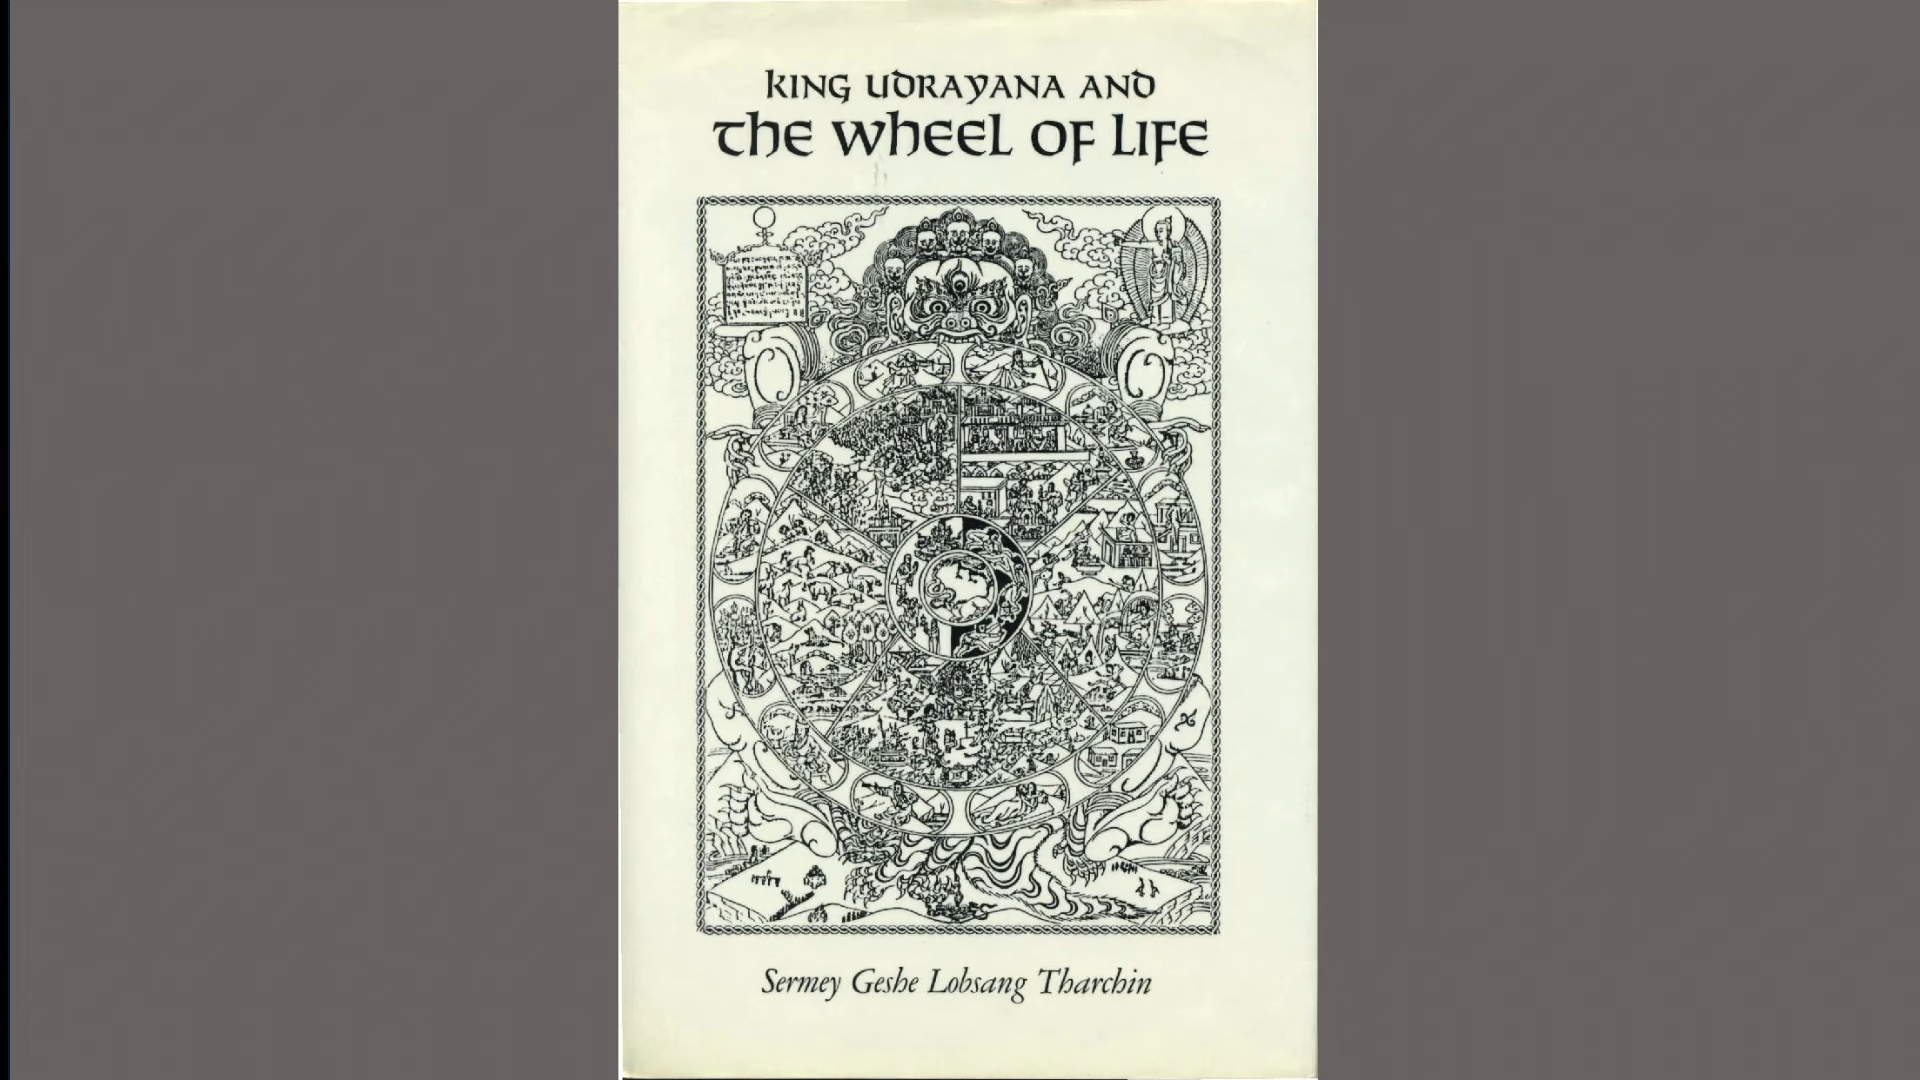 KING UDRAYANA AND
THE WHEEL OF LIFE
Sermey Geshe Lobsang Tharchin